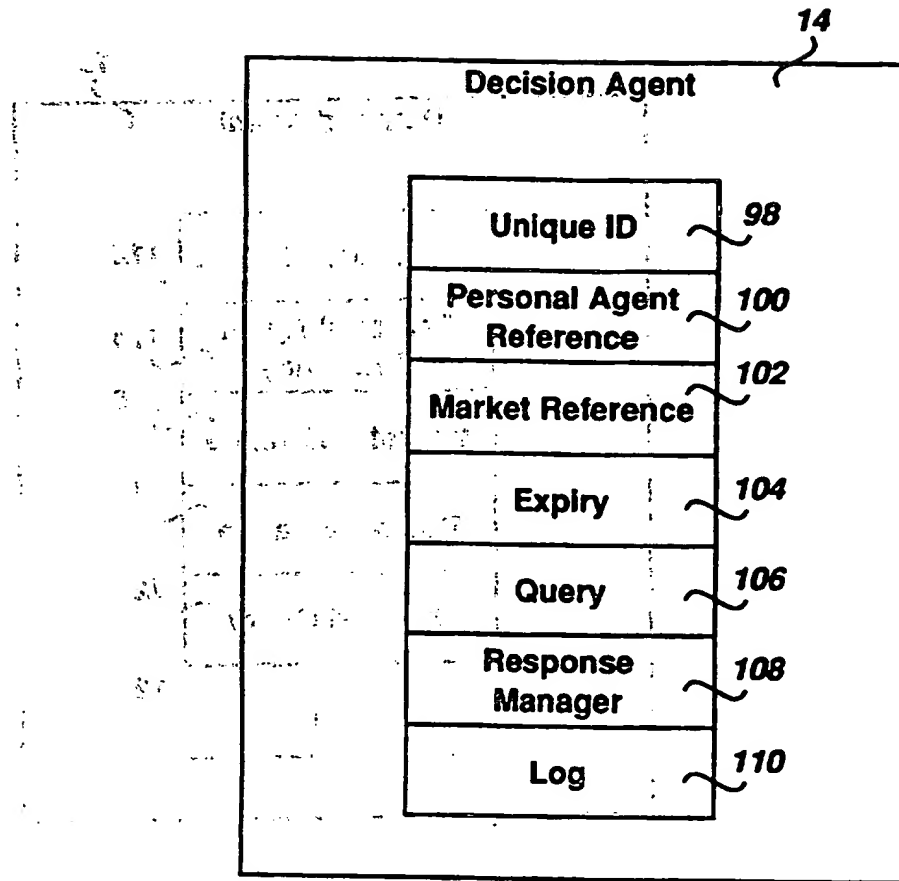 14
Decision Agent
Unique ID
98
Personal Agent
Reference
100
Market Reference
102
Expiry
104
Query
106
Response
Manager
108
Log
110